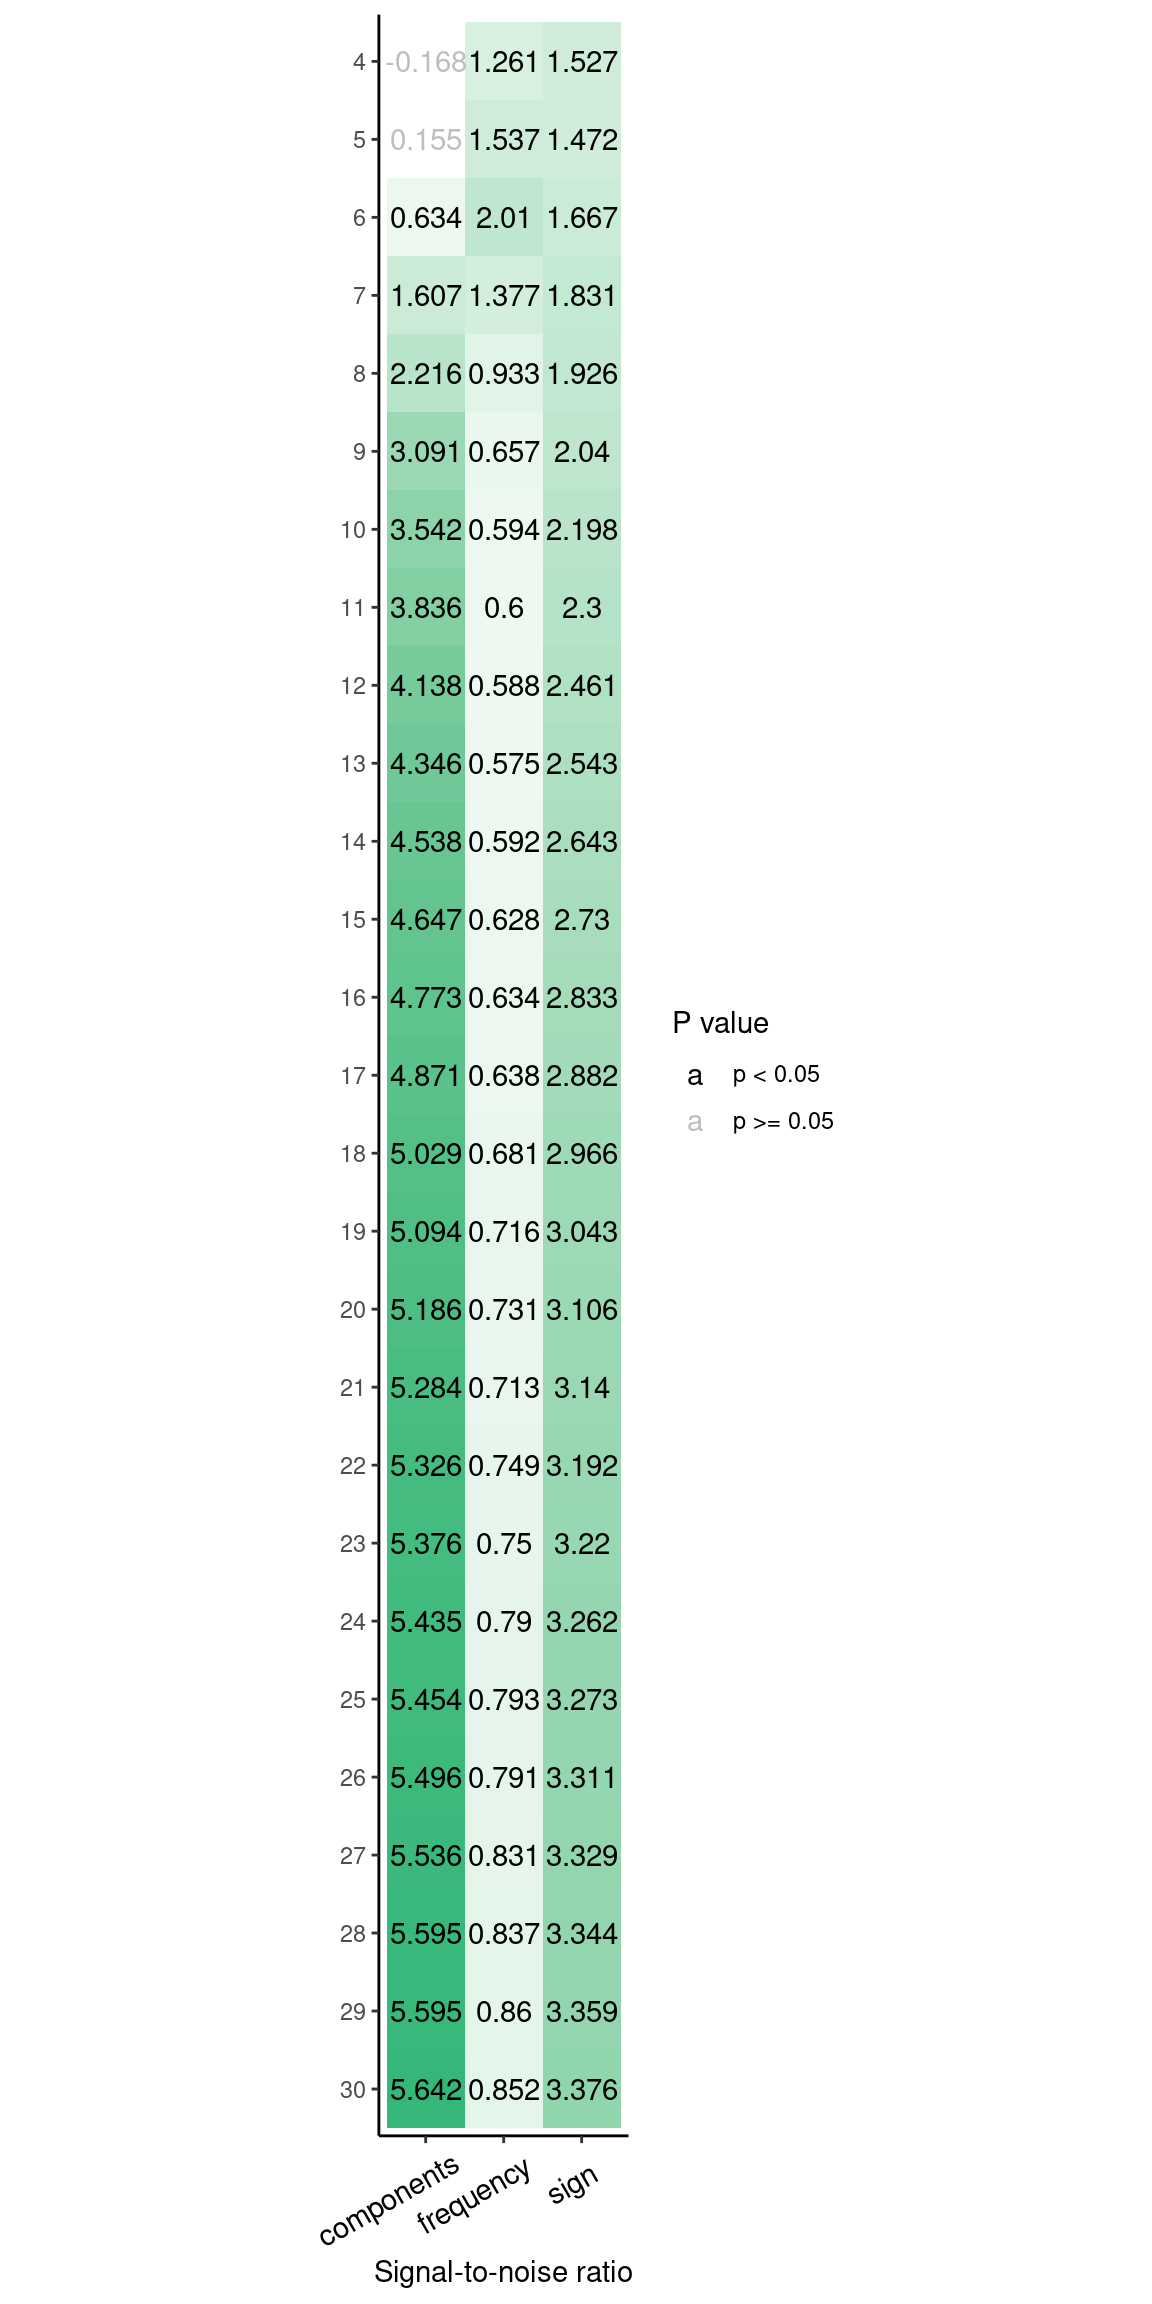 4 -0.168 1.261 1.527
5 0.155 1.537 1.472
6 0.634 2.01 1.667
7 1.607 1.377 1.831
8 2.216 0.933 1.926
9 3.091 0.657 2.04
10 3.542 0.594 2.198
11 3.836 0.6 2.3
12 4.138 0.588 2.461
13 4.346 0.575 2.543
14 4.538 0.592 2.643
15 4.647 0.628 2.73
16 4.773 0.634 2.833
17 4.871 0.638 2.882
18 5.029 0.681 2.966
19 5.094 0.716 3.043
20 5.186 0.731 3.106
21 5.284 0.713 3.14
22 5.326 0.749 3.192
23 5.376 0.75 3.22
24 5.435 0.79 3.262
25 5.454 0.793 3.273
26 5.496 0.791 3.311
27 5.536 0.831 3.329
28 5.595 0.837 3.344
29 5.595 0.86 3.359
30 5.642 0.852 3.376
components frequency sign
Signal-to-noise ratio
P value
a p < 0.05
a p >= 0.05